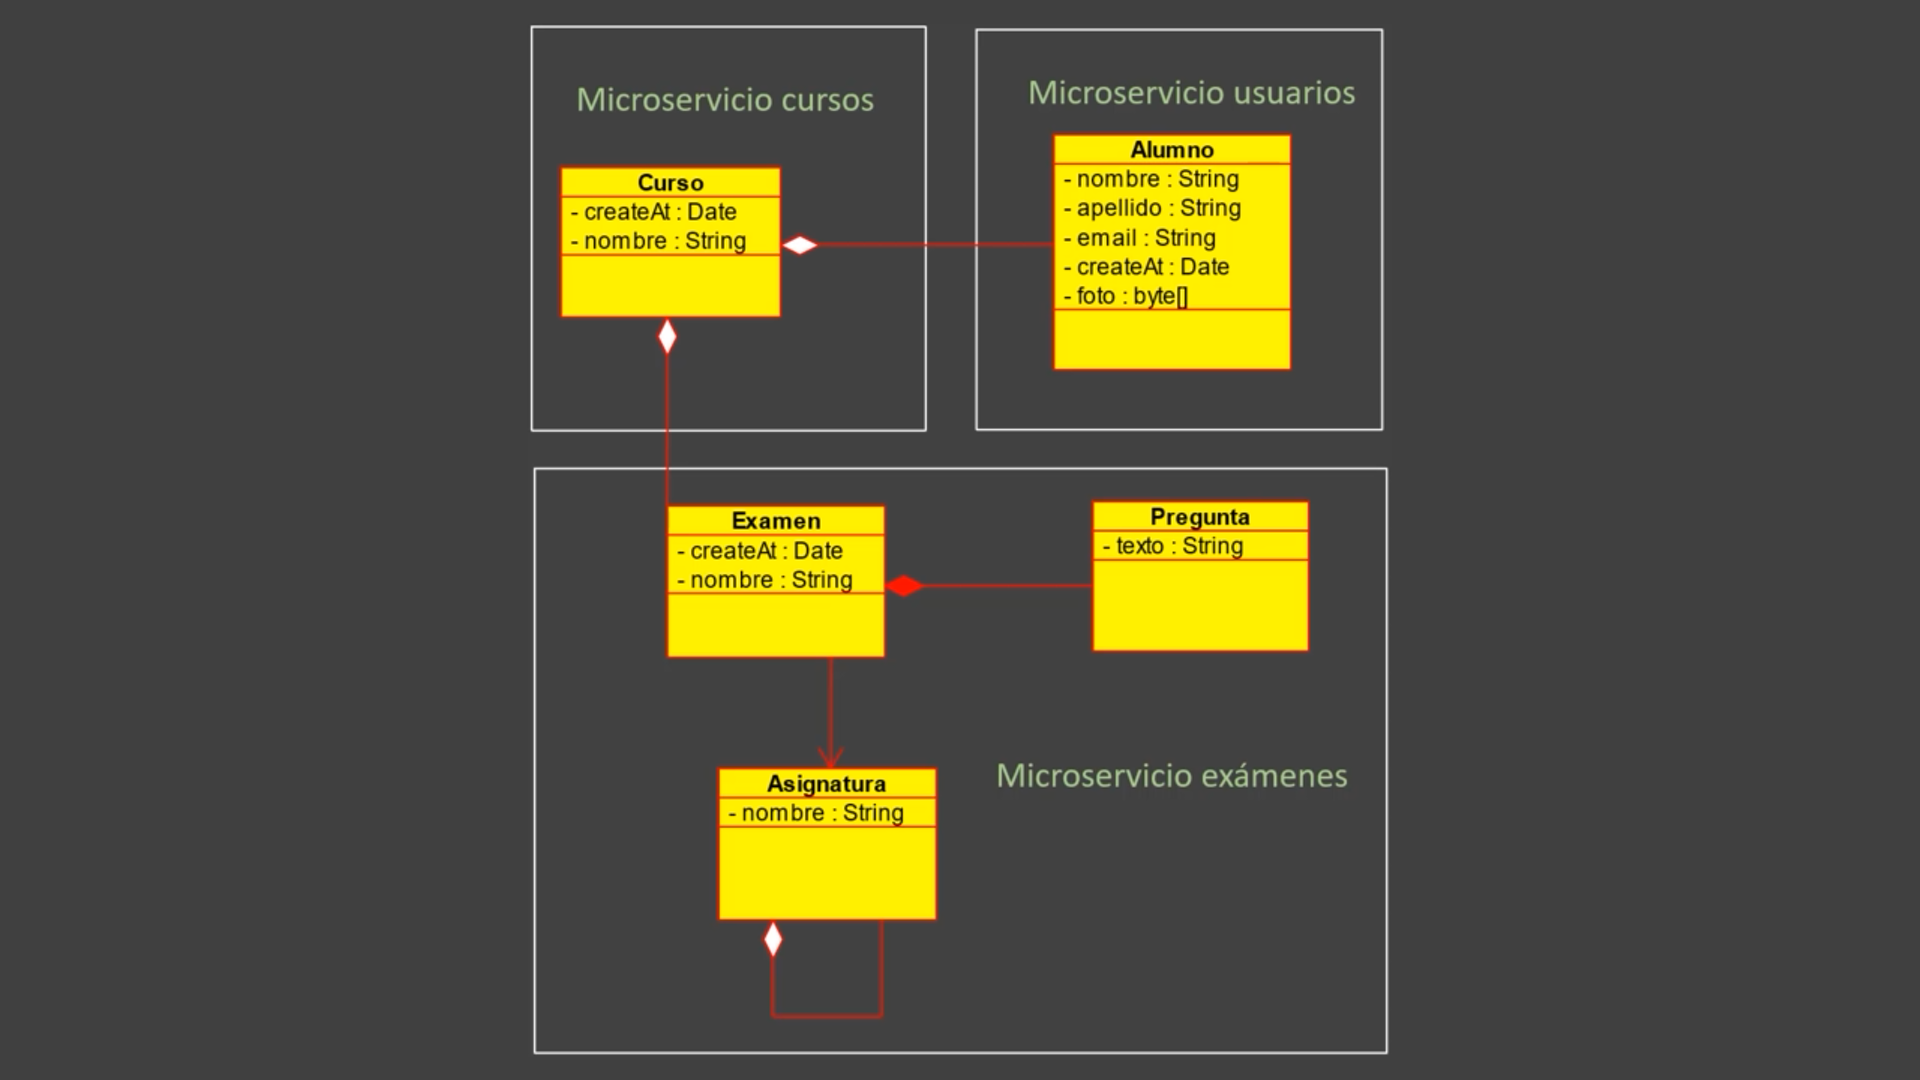 Microservicio cursos
Curso
- createAt : Date
- nombre : String
Microservicio usuarios
Alumno
- nombre : String
- apellido : String
- email : String
- createAt : Date
- foto : byte[]
Examen
- createAt : Date
- nombre : String
Pregunta
- texto : String
Asignatura
- nombre : String
Microservicio exámenes